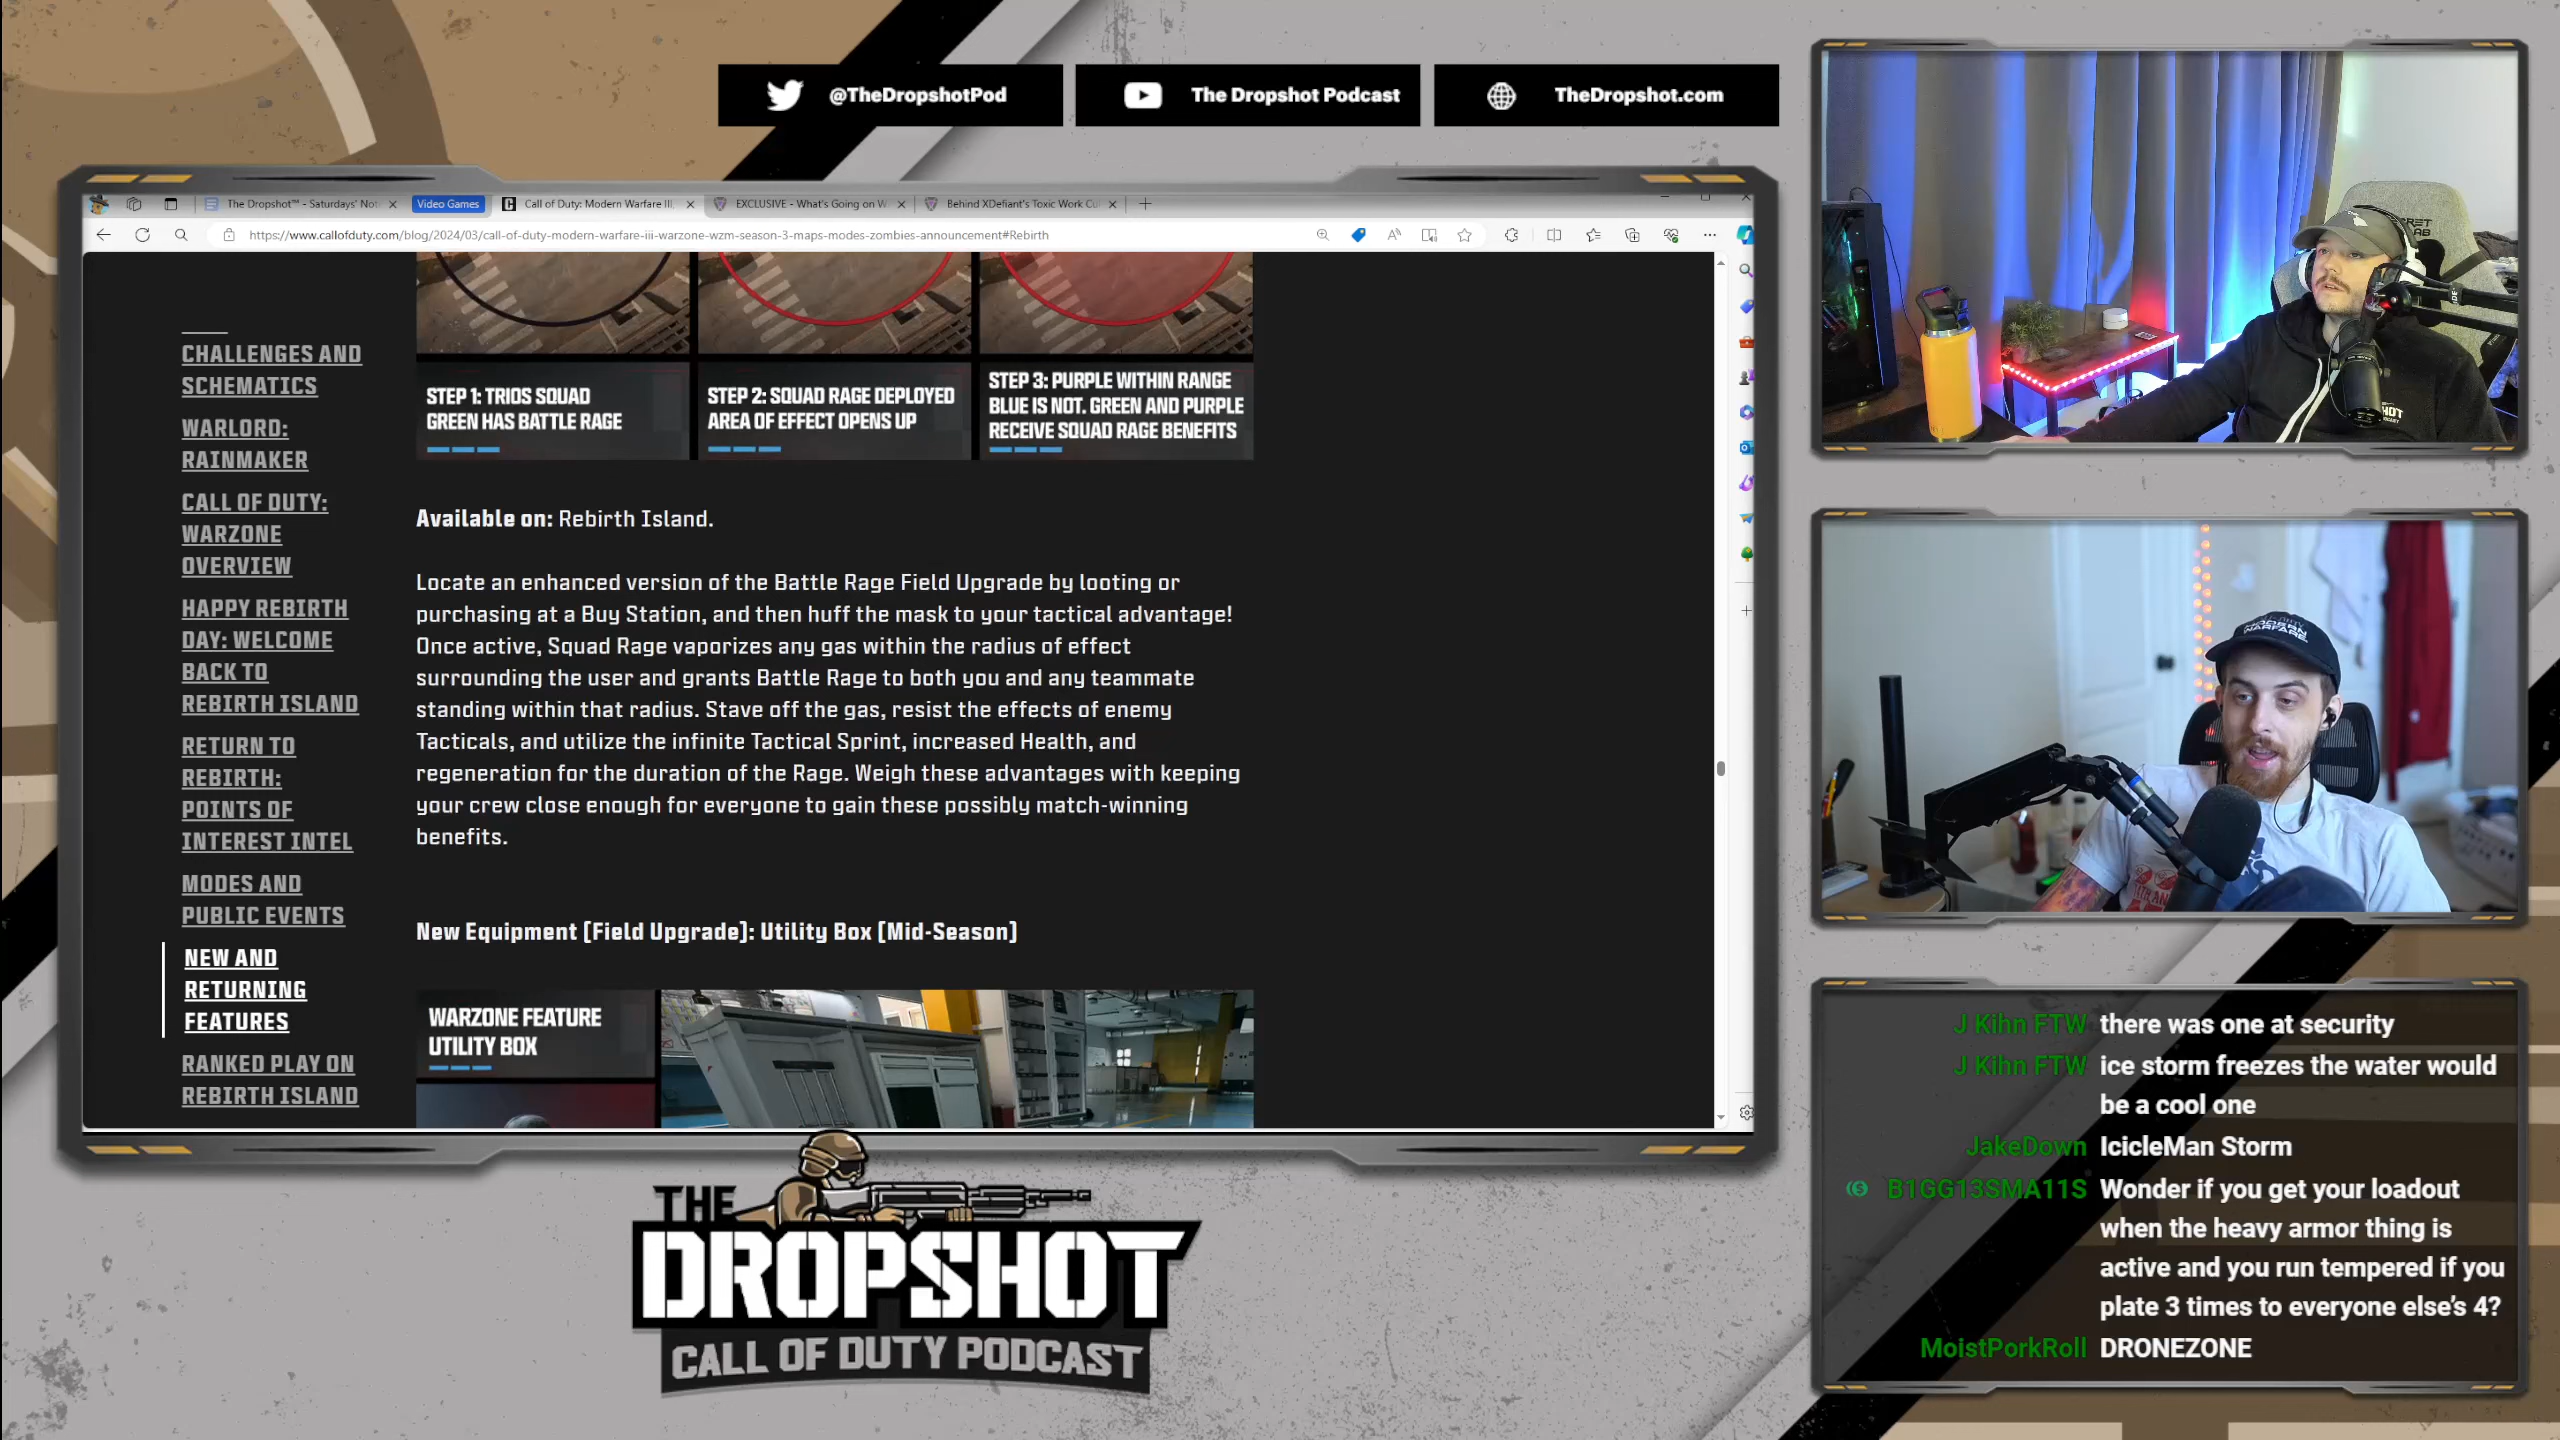 @TheDropshotPod
The Dropshot Podcast
TheDropshot.com
The Dropshot™ - Saturdays' Not
Video Games
Call of Duty: Modern Warfare III,
EXCLUSIVE - What's Going on W
Behind XDefiant's Toxic Work Cul
https://www.callofduty.com/blog/2024/03/call-of-duty-modern-warfare-iii-warzone-wzm-season-3-maps-modes-zombies-announcement#Rebirth
CHALLENGES AND
SCHEMATICS
WARLORD:
RAINMAKER
CALL OF DUTY:
WARZONE
OVERVIEW
HAPPY REBIRTH
DAY: WELCOME
BACK TO
REBIRTH ISLAND
RETURN TO
REBIRTH:
POINTS OF
INTEREST INTEL
MODES AND
PUBLIC EVENTS
NEW AND
RETURNING
FEATURES
RANKED PLAY ON
REBIRTH ISLAND
STEP 1: TRIOS SQUAD
GREEN HAS BATTLE RAGE
STEP 2: SQUAD RAGE DEPLOYED
AREA OF EFFECT OPENS UP
STEP 3: PURPLE WITHIN RANGE
BLUE IS NOT. GREEN AND PURPLE
RECEIVE SQUAD RAGE BENEFITS
Available on: Rebirth Island.
Locate an enhanced version of the Battle Rage Field Upgrade by looting or
purchasing at a Buy Station, and then huff the mask to your tactical advantage!
Once active, Squad Rage vaporizes any gas within the radius of effect
surrounding the user and grants Battle Rage to both you and any teammate
standing within that radius. Stave off the gas, resist the effects of enemy
Tacticals, and utilize the infinite Tactical Sprint, increased Health, and
regeneration for the duration of the Rage. Weigh these advantages with keeping
your crew close enough for everyone to gain these possibly match-winning
benefits.
New Equipment (Field Upgrade): Utility Box (Mid-Season)
WARZONE FEATURE
UTILITY BOX
MODERN
WARFARE
J Kihn FTW there was one at security
J Kihn FTW ice storm freezes the water would
be a cool one
JakeDown IcicleMan Storm
B1GG13SMA11S Wonder if you get your loadout
when the heavy armor thing is
active and you run tempered if you
plate 3 times to everyone else's 4?
MoistPorkRoll DRONEZONE
THE
DROPSHOT
CALL OF DUTY PODCAST